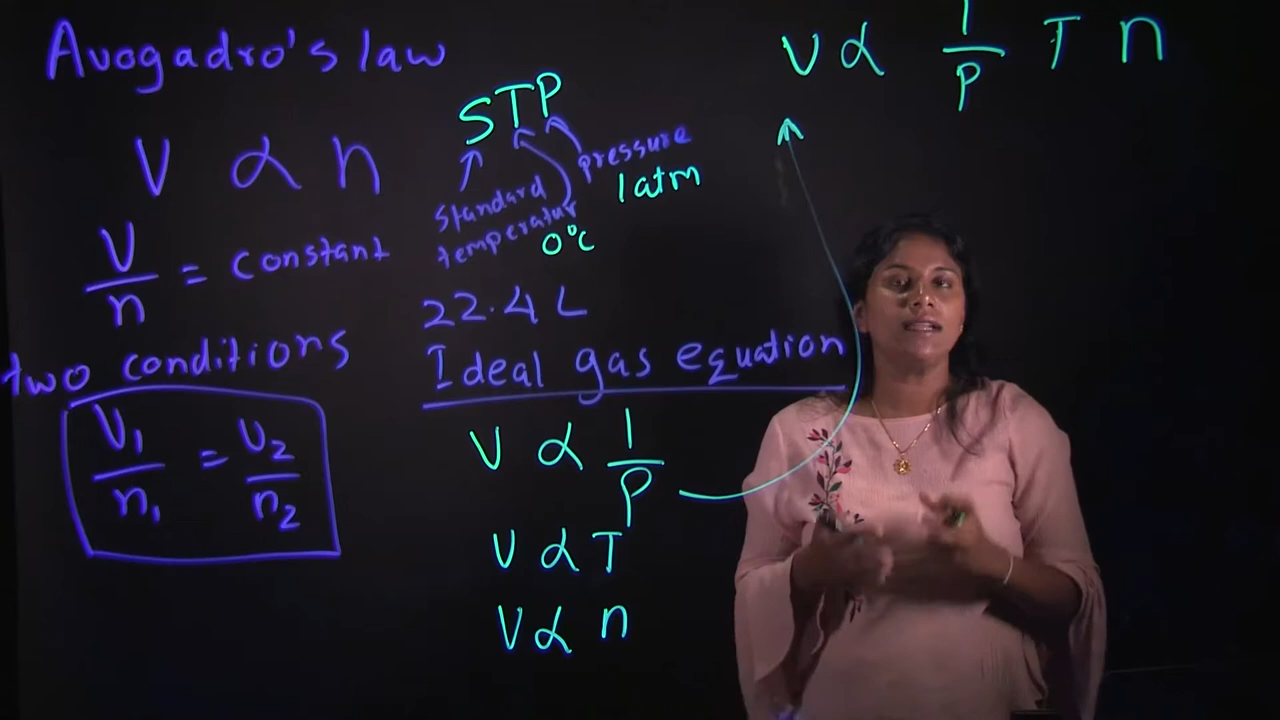 Avogadro's law
V ∝ n
V/n = constant
two conditions
V₁/n₁ = V₂/n₂
STP
standard
temperatur
0°C
pressure
1atm
22.4 L
Ideal gas equation
V ∝ 1/P
V ∝ T
V ∝ n
V ∝ 1/P T n